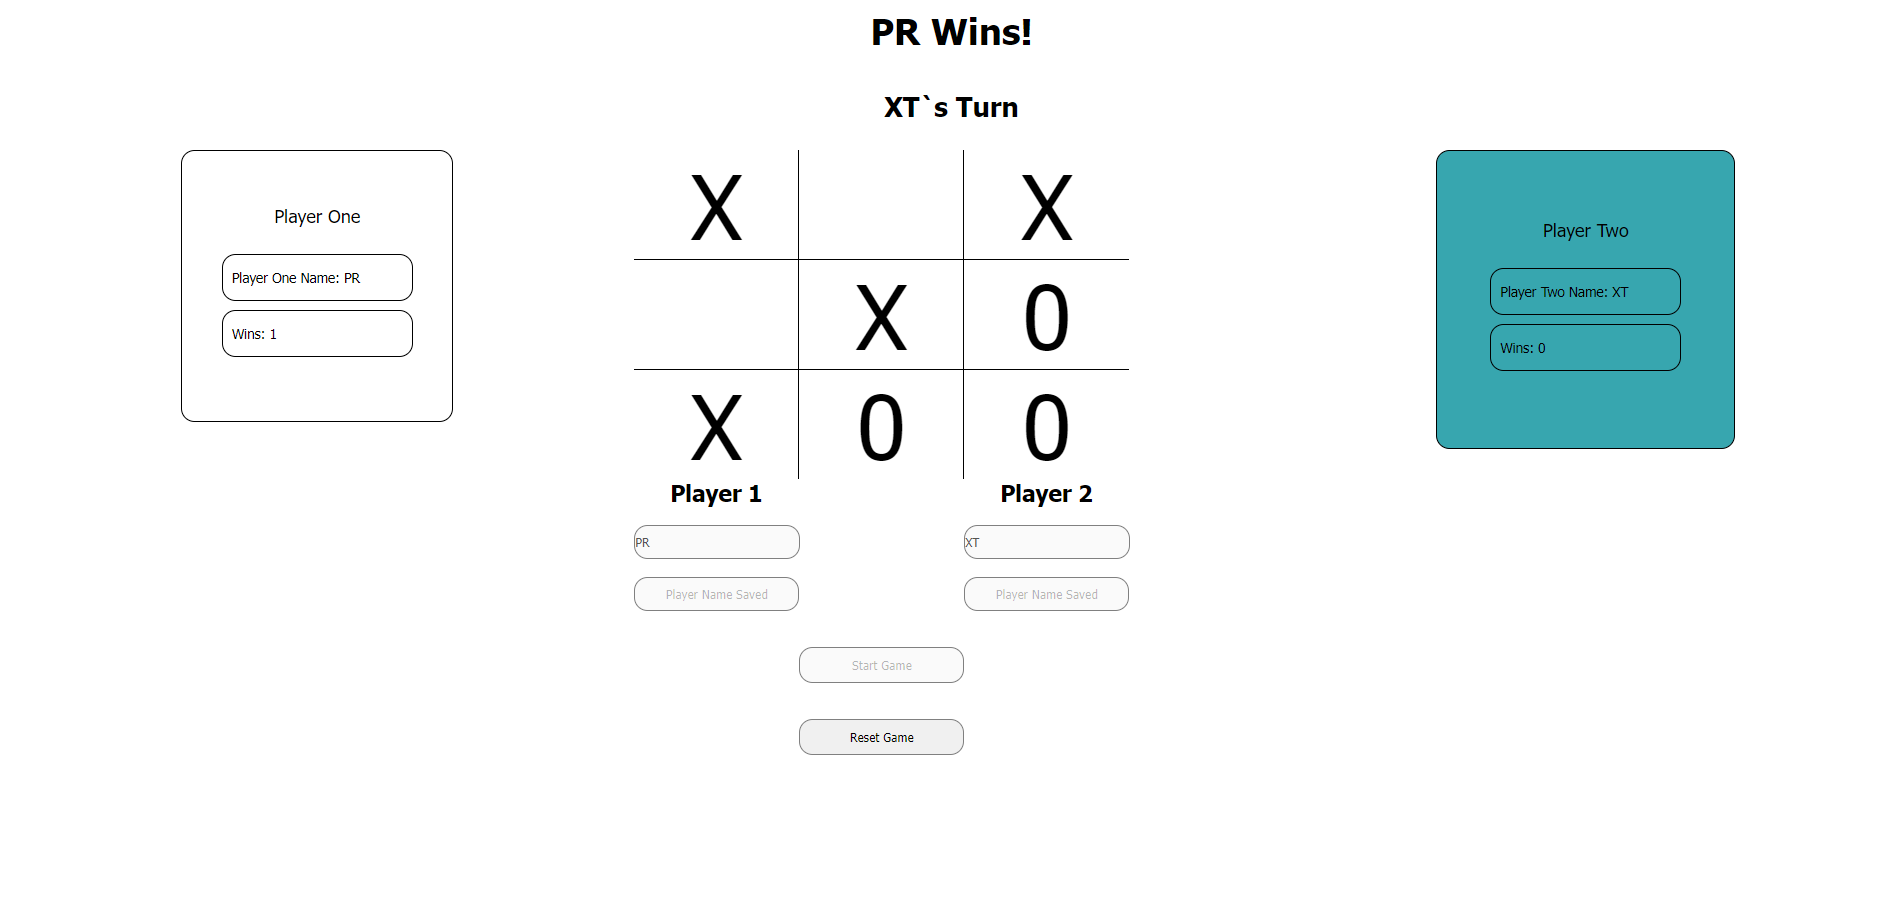 PR Wins!
XT`s Turn
Player One
Player One Name: PR
Wins: 1
X X
X 0
X 0 0
Player Two
Player Two Name: XT
Wins: 0
Player 1
Player 2
PR
XT
Player Name Saved
Player Name Saved
Start Game
Reset Game